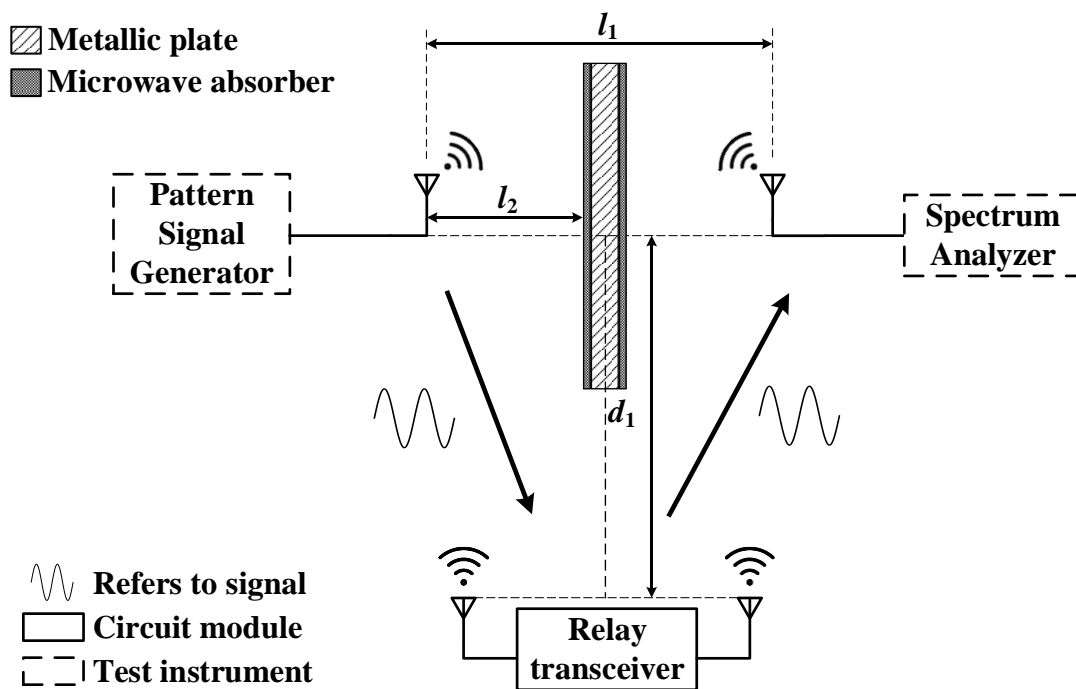 l1
Metallic plate
Microwave absorber
Pattern
Signal
Generator
l2
Spectrum
Analyzer
d1
Refers to signal
Circuit module
Test instrument
Relay
transceiver